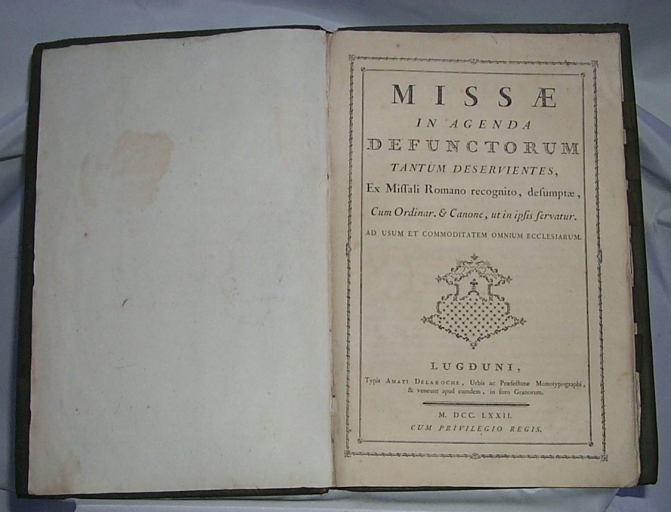 MISSÆ
IN AGENDA
DEFUNCTORUM
TANTÙM DESERVIENTES,
Ex Miſſali Romano recognito, deſumptæ,
Cum Ordinar. & Canone, ut in ipſis ſervatur.
AD USUM ET COMMODITATEM OMNIUM ECCLESIARUM.
LUGDUNI,
Typis AMATI DELAROCHE, Urbis ac Præfecturæ Monotypographi,
& veneunt apud eumdem, in foro Granorum.
M. DCC. LXXII.
CUM PRIVILEGIO REGIS.